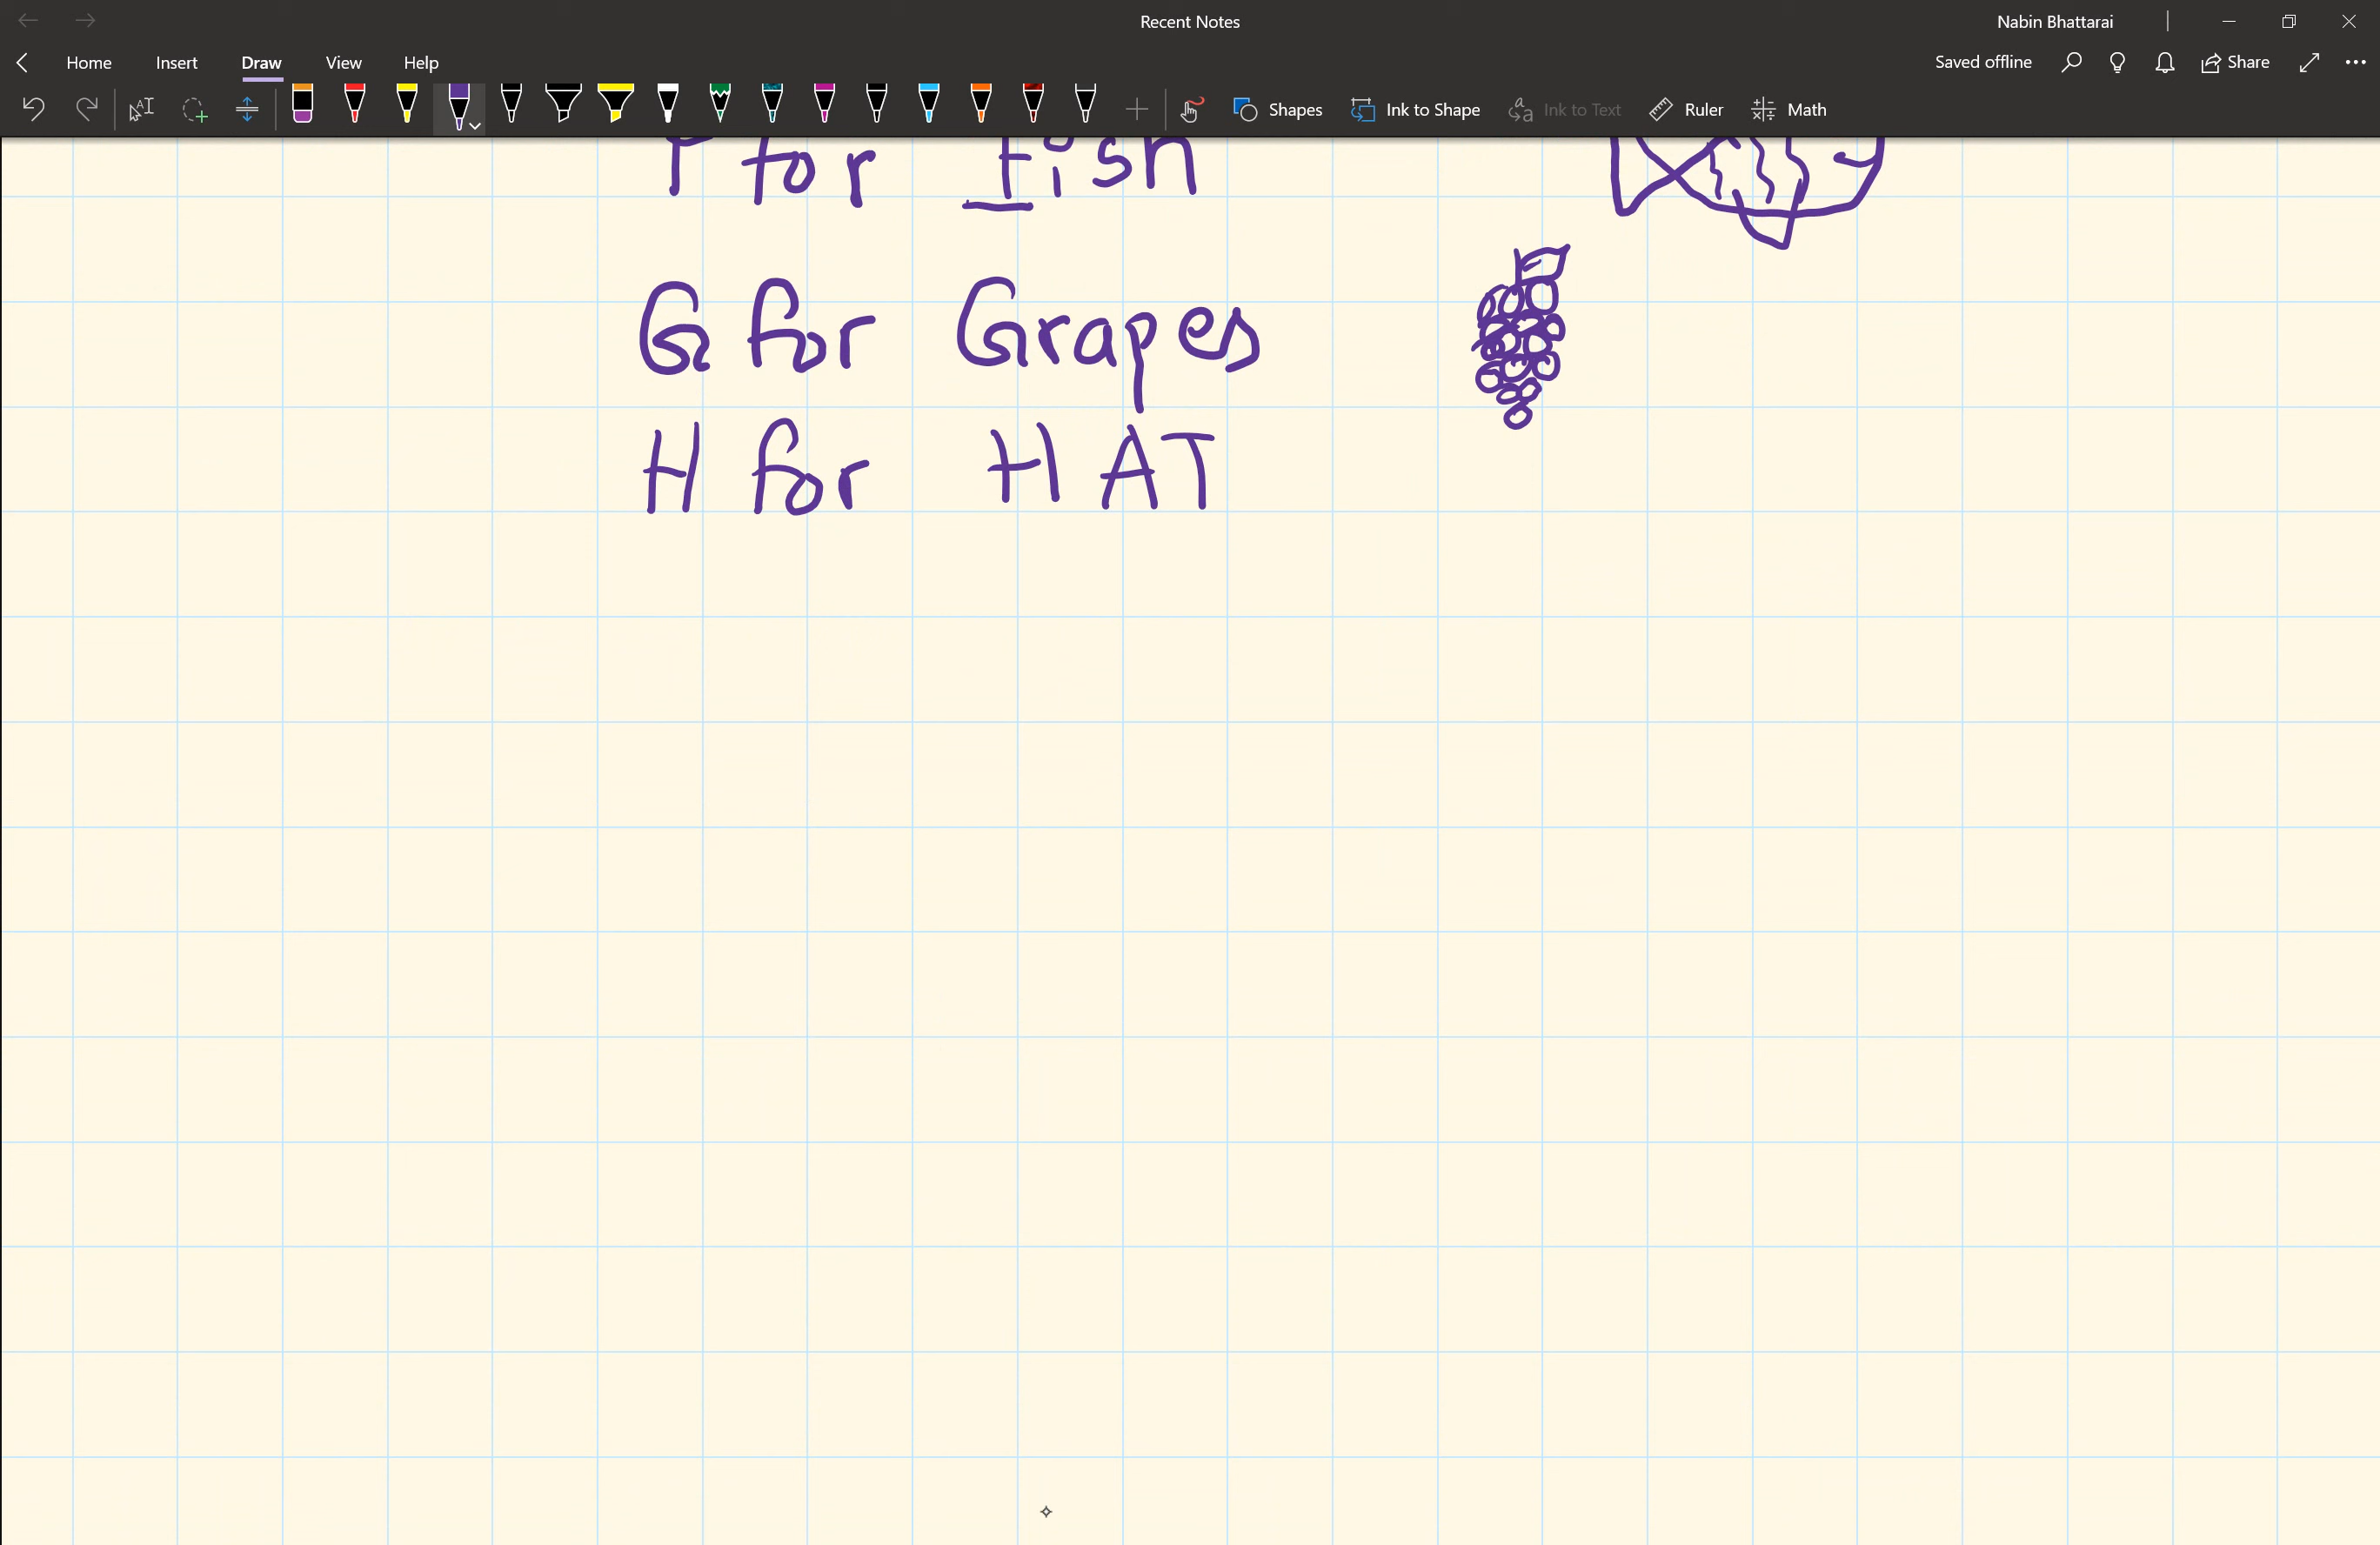 Recent Notes
Nabin Bhattarai
Home Insert Draw View Help
Saved offline
Share
Shapes Ink to Shape Ink to Text Ruler Math
F for Fish
G for Grapes
H for HAT